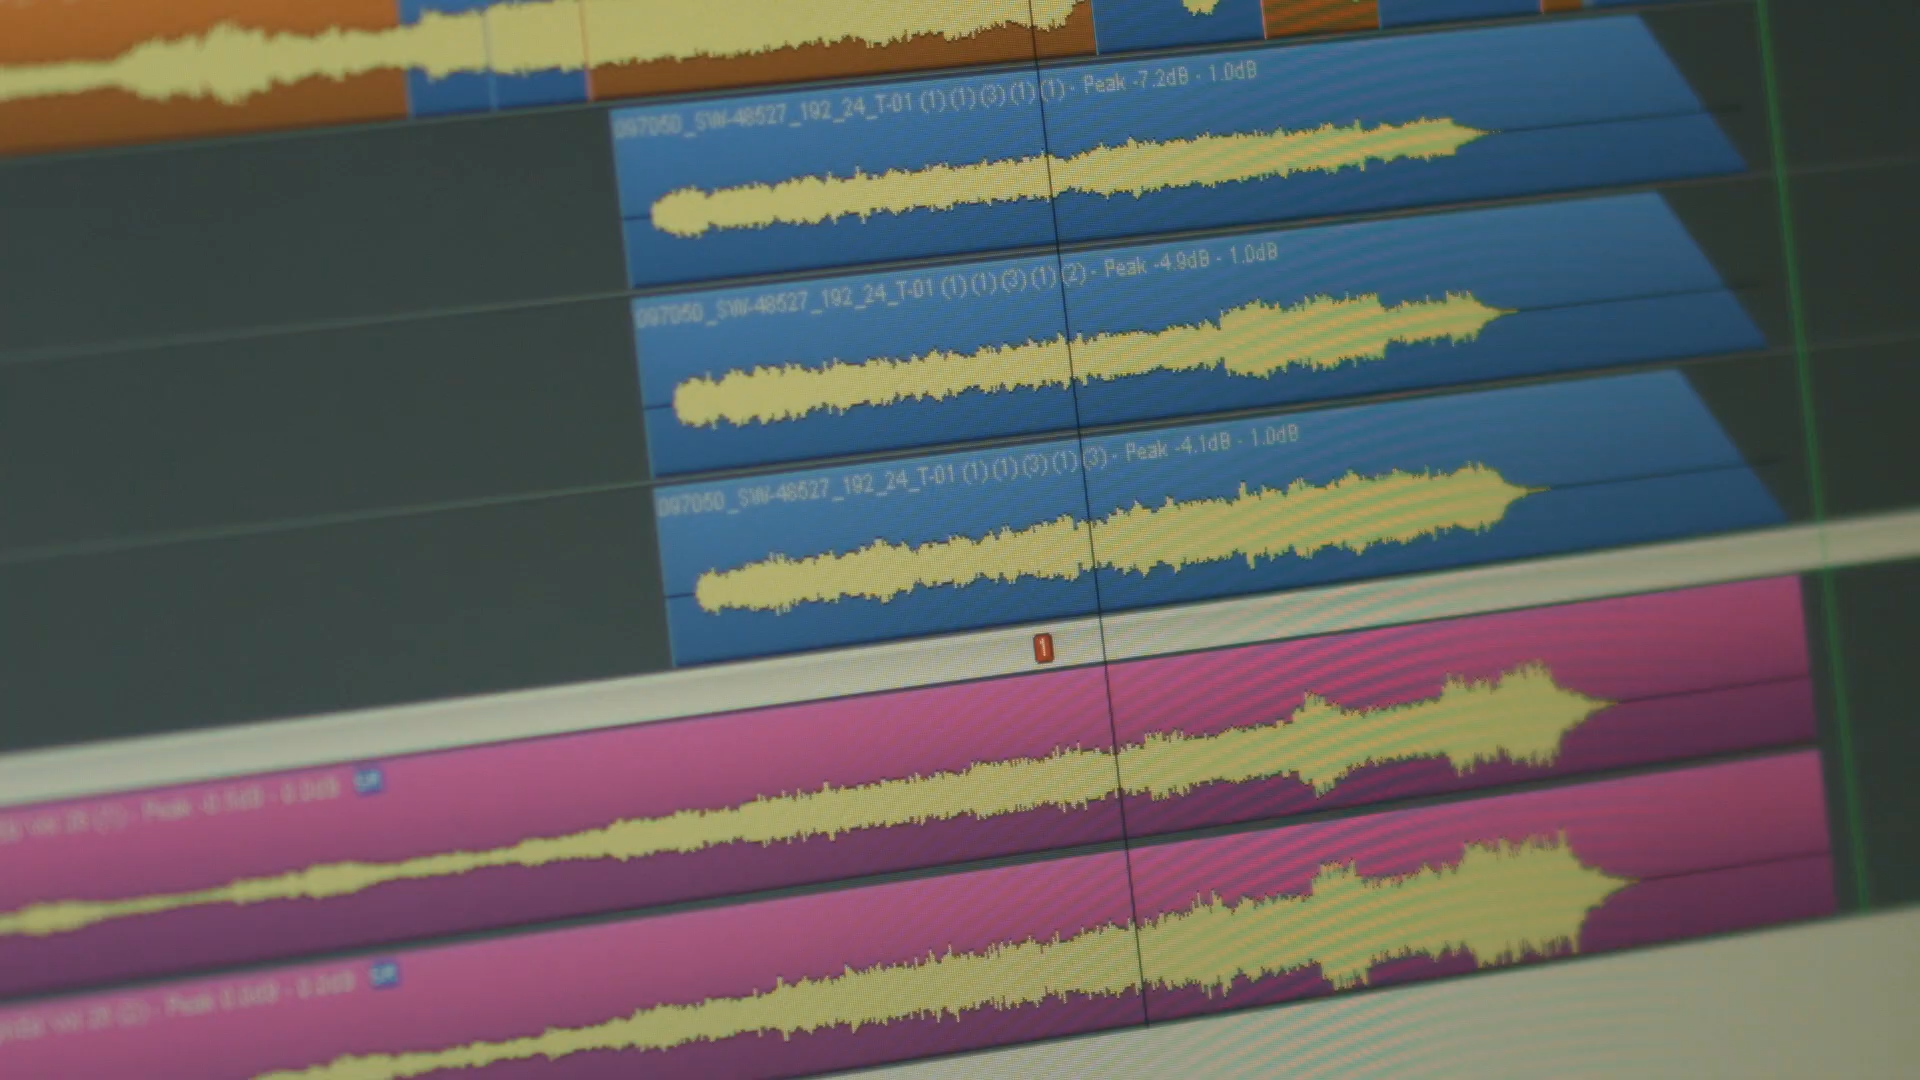 097050_SW-48527_192_24_T-01 (1) (1) (3) (1) (1) - Peak -7.2dB - 1.0dB
097050_SW-48527_192_24_T-01 (1) (1) (3) (1) (2) - Peak -4.9dB - 1.0dB
097050_SW-48527_192_24_T-01 (1) (1) (3) (1) (3) - Peak -4.1dB - 1.0dB
1
Peak
Peak